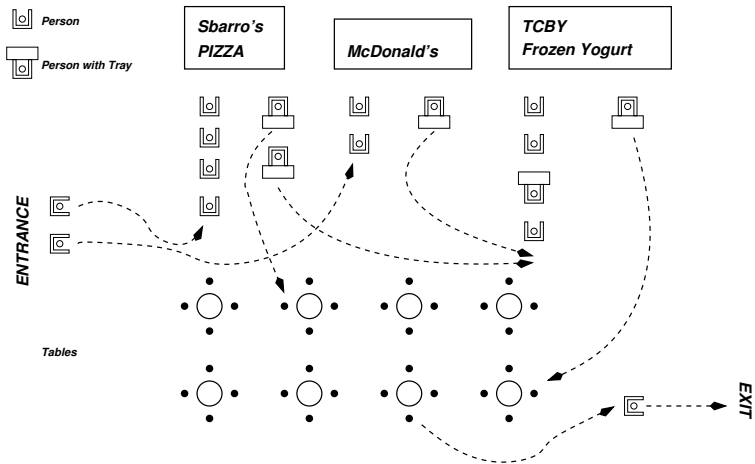 Person
Person with Tray
Sbarro's
PIZZA
McDonald's
TCBY
Frozen Yogurt
ENTRANCE
Tables
EXIT